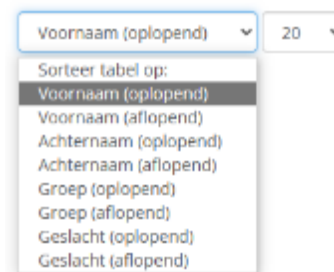 Voornaam (oplopend) 20
Sorteer tabel op:
Voornaam (oplopend)
Voornaam (aflopend)
Achternaam (oplopend)
Achternaam (aflopend)
Groep (oplopend)
Groep (aflopend)
Geslacht (oplopend)
Geslacht (aflopend)